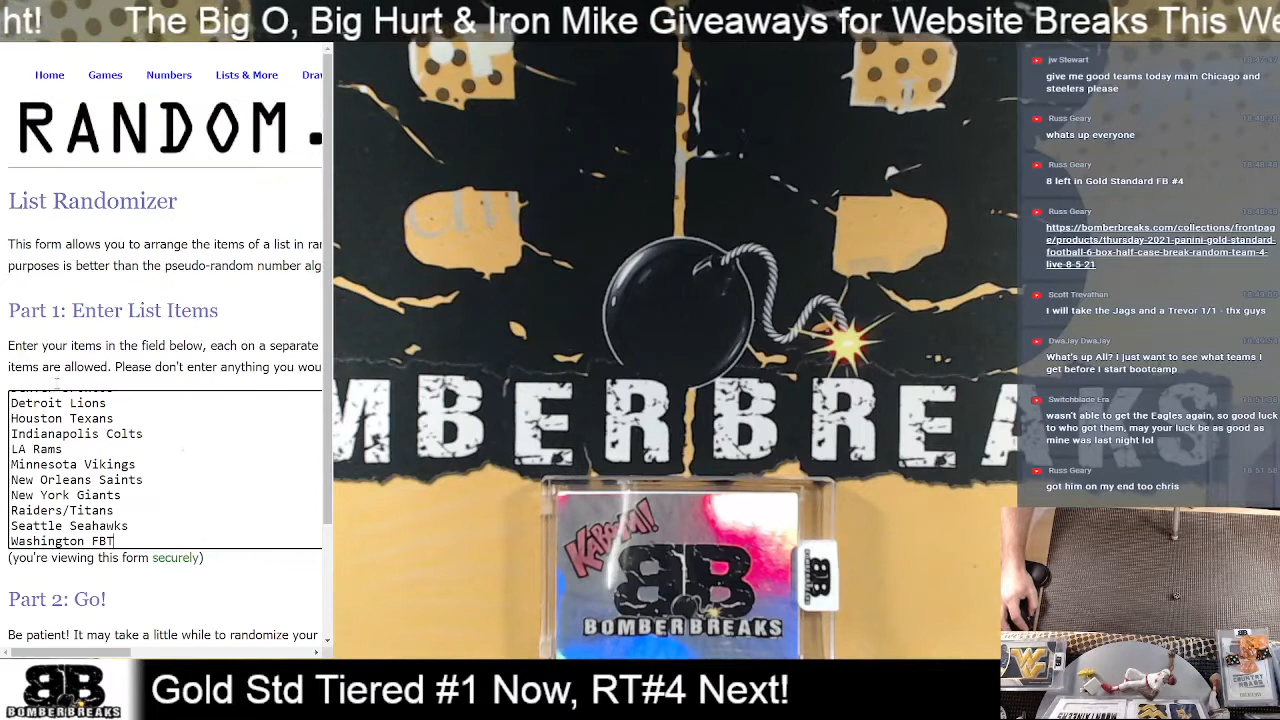 ht! The Big O, Big Hurt & Iron Mike Giveaways for Website Breaks This We
Home Games Numbers Lists & More Dra
RANDOM.
List Randomizer
This form allows you to arrange the items of a list in ra
purposes is better than the pseudo-random number alg
Part 1: Enter List Items
Enter your items in the field below, each on a separate
items are allowed. Please don't enter anything you wou
Detroit Lions
Houston Texans
Indianapolis Colts
LA Rams
Minnesota Vikings
New Orleans Saints
New York Giants
Raiders/Titans
Seattle Seahawks
Washington FBT
(you're viewing this form securely)
Part 2: Go!
Be patient! It may take a little while to randomize your
MBER BREA
KABOOM!
BB
BOMBERBREAKS
BB
jw Stewart
give me good teams todsy mam Chicago and
steelers please
Russ Geary
whats up everyone
Russ Geary
8 left in Gold Standard FB #4
Russ Geary
https://bomberbreaks.com/collections/frontpag
e/products/thursday-2021-panini-gold-standard-
football-6-box-half-case-break-random-team-4-
live-8-5-21
Scott Trevathen
I will take the Jags and a Trevor 1/1 - thx guys
DwaJay DwaJay
What's up All? I just want to see what teams I
get before I start bootcamp
Switchblade Era
wasn't able to get the Eagles again, so good luck
to who got them, may your luck be as good as
mine was last night lol
Russ Geary
got him on my end too chris
BB
BOMBERBREAKS
Gold Std Tiered #1 Now, RT#4 Next!